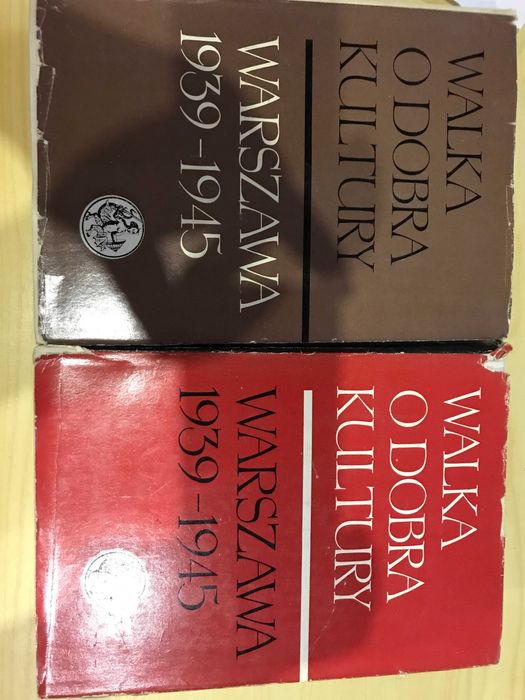 WALKA
O DOBRA
KULTURY
WARSZAWA
1939-1945
WALKA
O DOBRA
KULTURY
WARSZAWA
1939-1945